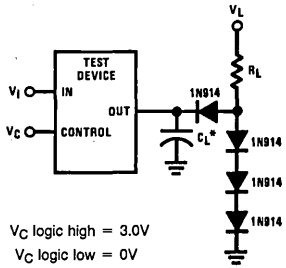 V_L
TEST
DEVICE
R_L
1N914
V_I
IN
OUT
V_C
CONTROL
C_L*
1N914
1N914
1N914
V_C logic high = 3.0V
V_C logic low = 0V